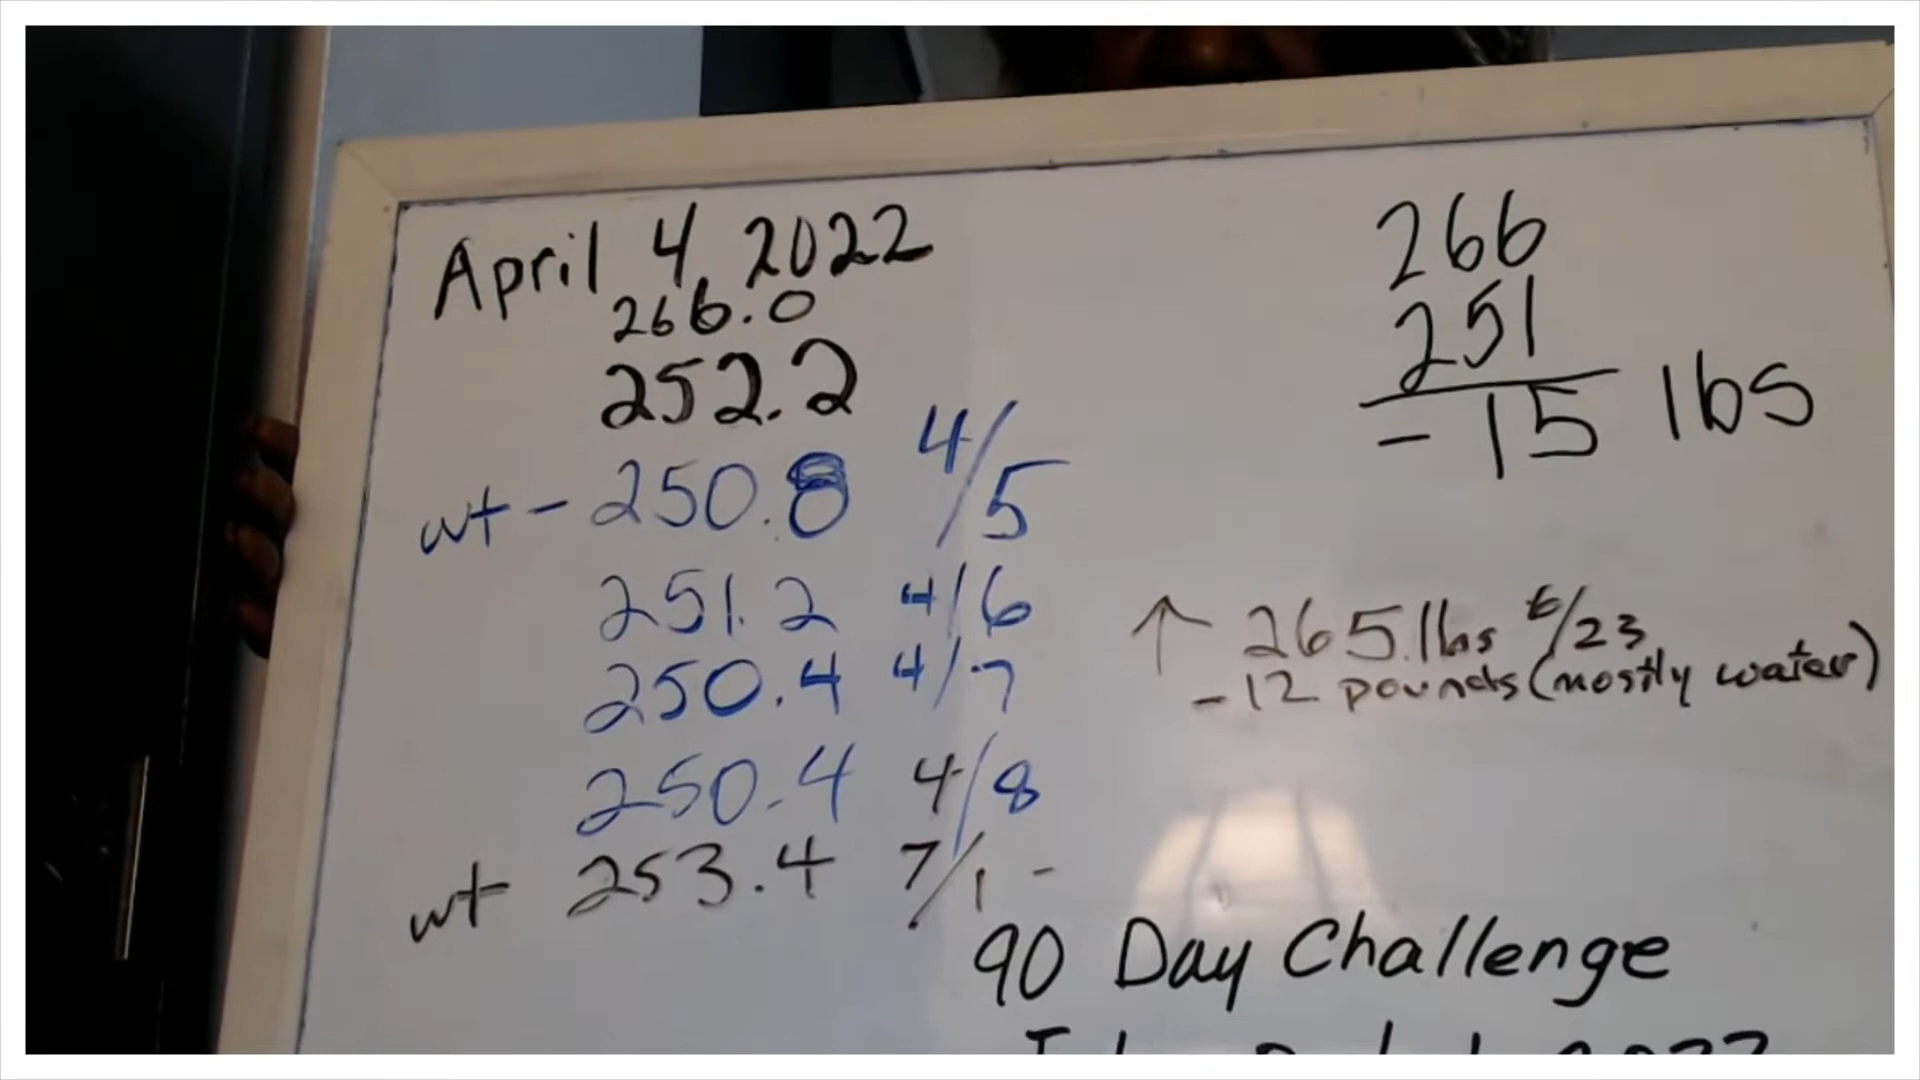 April 4, 2022
266.0
252.2
wt - 250.8 4/5
251.2 4/6
250.4 4/7
250.4 4/8
wt 253.4 7/1 -
266
251
- 15 lbs
↑ 265.lbs 6/23
- 12 pounds (mostly water)
90 Day Challenge